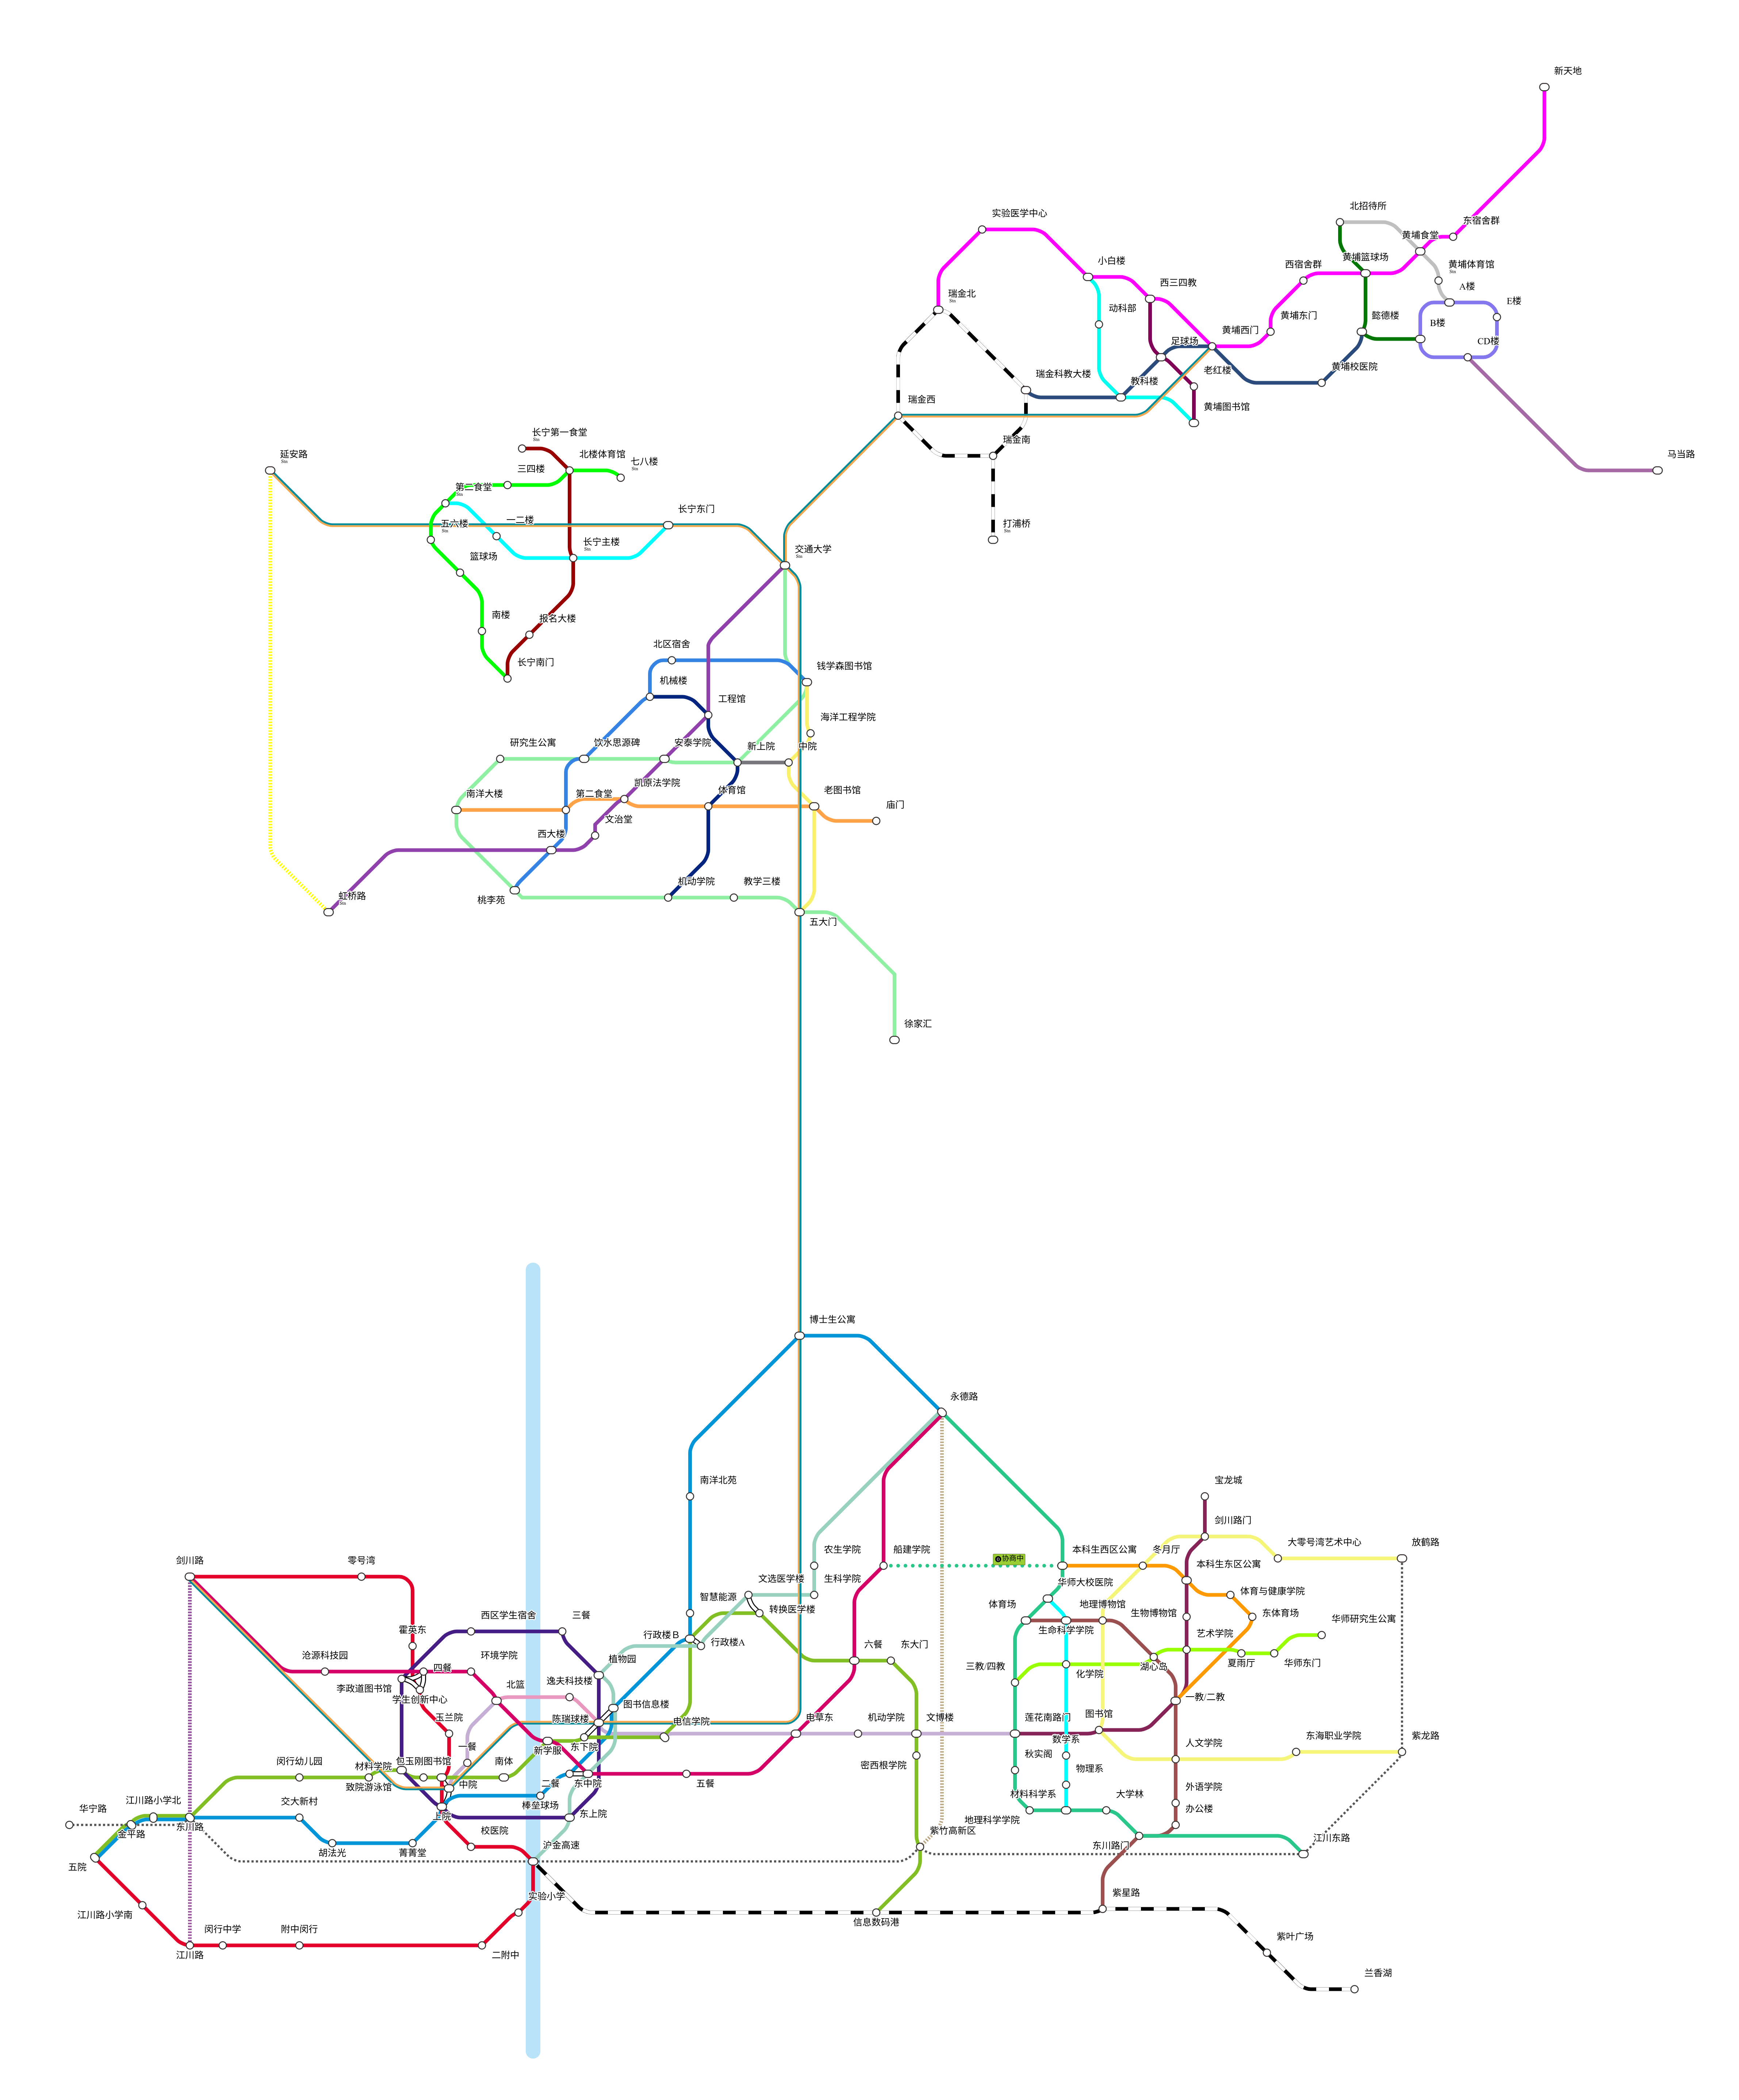 新天地
北招待所
实验医学中心
东宿舍群
黄埔食堂
黄埔篮球场
小白楼
西宿舍群
黄埔体育馆
Stn
西三四教
A楼
瑞金北
Stn
E楼
动科部
黄埔东门
懿德楼
B楼
黄埔西门
足球场
CD楼
瑞金科教大楼
教科楼
老红楼
黄埔校医院
瑞金西
黄埔图书馆
长宁第一食堂
Stn
瑞金南
延安路
Stn
北楼体育馆
七八楼
Stn
马当路
三四楼
第二食堂
Stn
五六楼
Stn
一二楼
长宁东门
打浦桥
Stn
长宁主楼
Stn
交通大学
Stn
篮球场
南楼
报名大楼
北区宿舍
长宁南门
钱学森图书馆
机械楼
工程馆
海洋工程学院
研究生公寓
饮水思源碑
安泰学院
新上院
中院
凯原法学院
南洋大楼
第二食堂
体育馆
老图书馆
庙门
文治堂
西大楼
机动学院
教学三楼
虹桥路
Stn
桃李苑
五大门
徐家汇
博士生公寓
永德路
南洋北苑
宝龙城
剑川路门
农生学院
船建学院
协商中
本科生西区公寓
冬月厅
大零号湾艺术中心
放鹤路
剑川路
零号湾
本科生东区公寓
文选医学楼
生科学院
华师大校医院
体育与健康学院
智慧能源
转换医学楼
体育场
地理博物馆
生物博物馆
东体育场
西区学生宿舍
三餐
华师研究生公寓
霍英东
行政楼B
行政楼A
生命科学学院
艺术学院
六餐
东大门
沧源科技园
环境学院
植物园
四餐
三教/四教
化学院
湖心岛
夏雨厅
华师东门
李政道图书馆
学生创新中心
北篮
逸夫科技楼
图书信息楼
一教/二教
玉兰院
陈瑞球楼
电信学院
电草东
机动学院
文博楼
莲花南路门
图书馆
数学系
紫龙路
一餐
新学服
东下院
秋实阁
人文学院
东海职业学院
闵行幼儿园
材料学院
包玉刚图书馆
南体
密西根学院
物理系
致院游泳馆
中院
二餐
东中院
五餐
外语学院
江川路小学北
交大新村
材料科学系
大学林
华宁路
金平路
东川路
上院
棒垒球场
东上院
地理科学学院
办公楼
校医院
紫竹高新区
江川东路
胡法光
菁菁堂
沪金高速
东川路门
五院
实验小学
紫星路
江川路小学南
闵行中学
附中闵行
信息数码港
紫叶广场
江川路
二附中
兰香湖